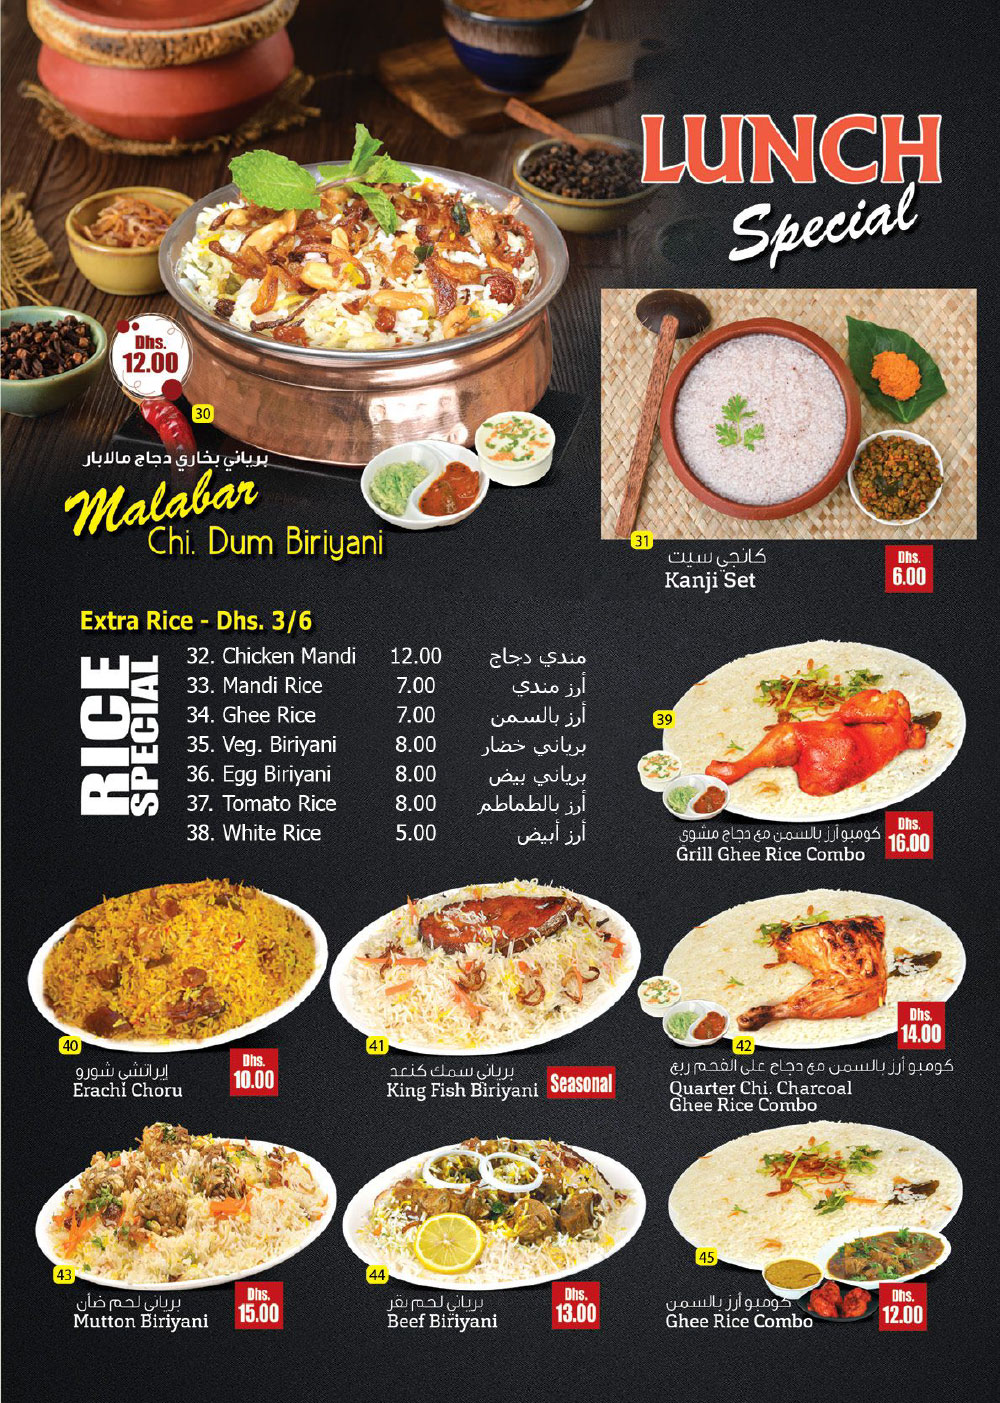 LUNCH
Special
Dhs.
12.00
30
برياني بخاري دجاج مالابار
Malabar
Chi. Dum Biriyani
31
كانجي سيت
Kanji Set
Dhs.
6.00
Extra Rice - Dhs. 3/6
RICE
SPECIAL
32. Chicken Mandi 12.00 مندي دجاج
33. Mandi Rice 7.00 أرز مندي
34. Ghee Rice 7.00 أرز بالسمن
35. Veg. Biriyani 8.00 برياني خضار
36. Egg Biriyani 8.00 برياني بيض
37. Tomato Rice 8.00 أرز بالطماطم
38. White Rice 5.00 أرز أبيض
39
كومبو أرز بالسمن مع دجاج مشوي
Grill Ghee Rice Combo
Dhs.
16.00
40
إيراتشي شورو
Erachi Choru
Dhs.
10.00
41
برياني سمك كنعد
King Fish Biriyani
Seasonal
42
Dhs.
14.00
كومبو أرز بالسمن مع دجاج على الفحم ربع
Quarter Chi. Charcoal
Ghee Rice Combo
43
برياني لحم ضأن
Mutton Biriyani
Dhs.
15.00
44
برياني لحم بقر
Beef Biriyani
Dhs.
13.00
45
كومبو أرز بالسمن
Ghee Rice Combo
Dhs.
12.00